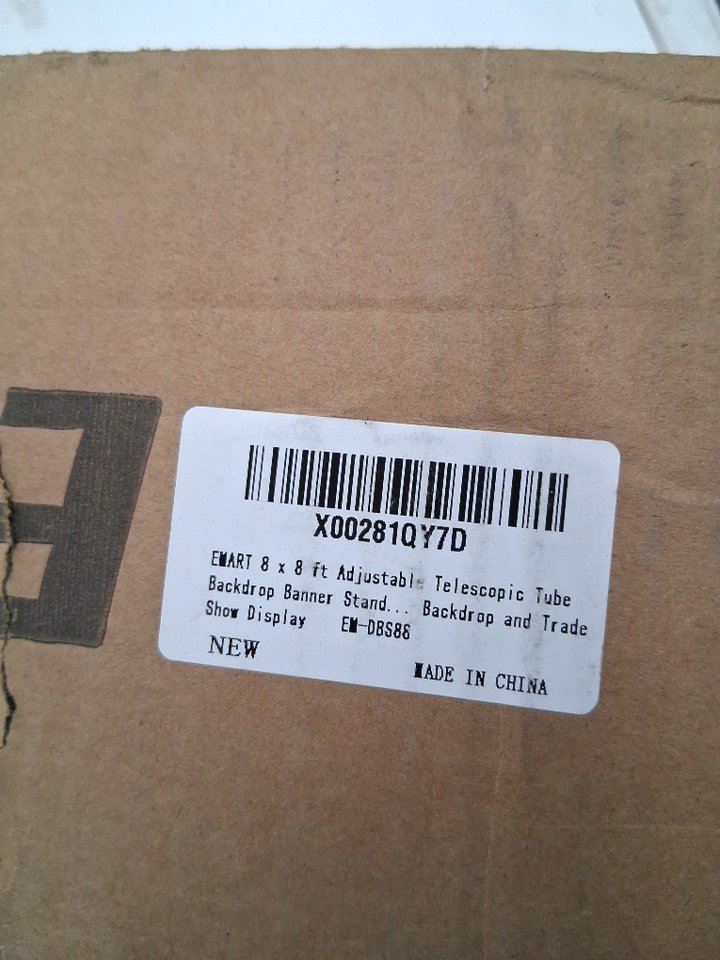 X00281QY7D
EMART 8 x 8 ft Adjustable Telescopic Tube
Backdrop Banner Stand... Backdrop and Trade
Show Display EM-DBS88
NEW
MADE IN CHINA